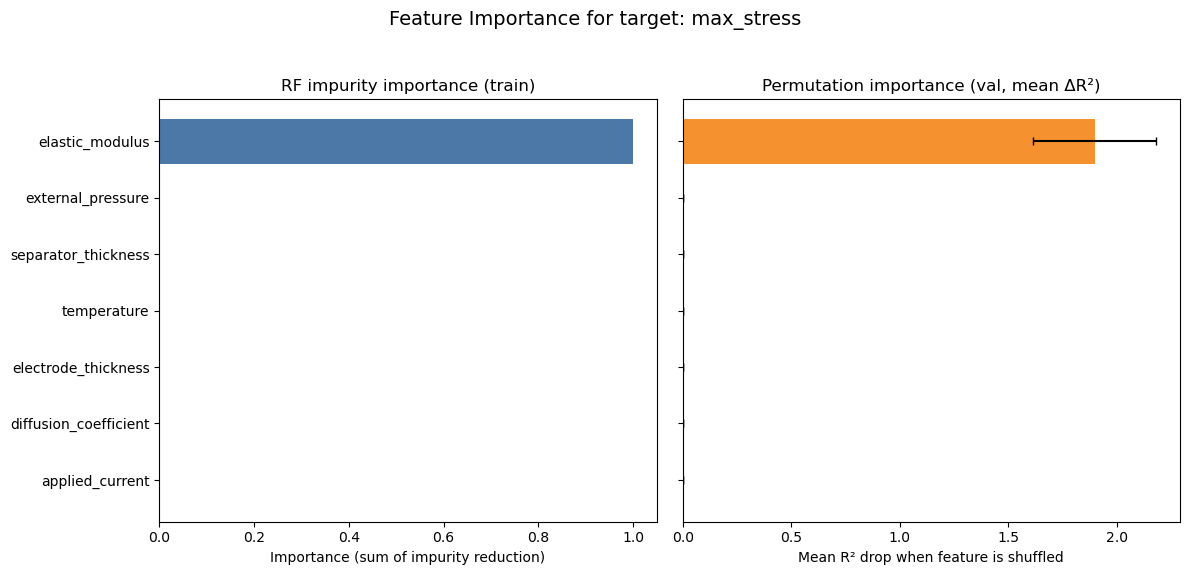 Feature Importance for target: max_stress
RF impurity importance (train)
elastic_modulus
external_pressure
separator_thickness
temperature
electrode_thickness
diffusion_coefficient
applied_current
0.0 0.2 0.4 0.6 0.8 1.0
Importance (sum of impurity reduction)
Permutation importance (val, mean ΔR²)
0.0 0.5 1.0 1.5 2.0
Mean R² drop when feature is shuffled